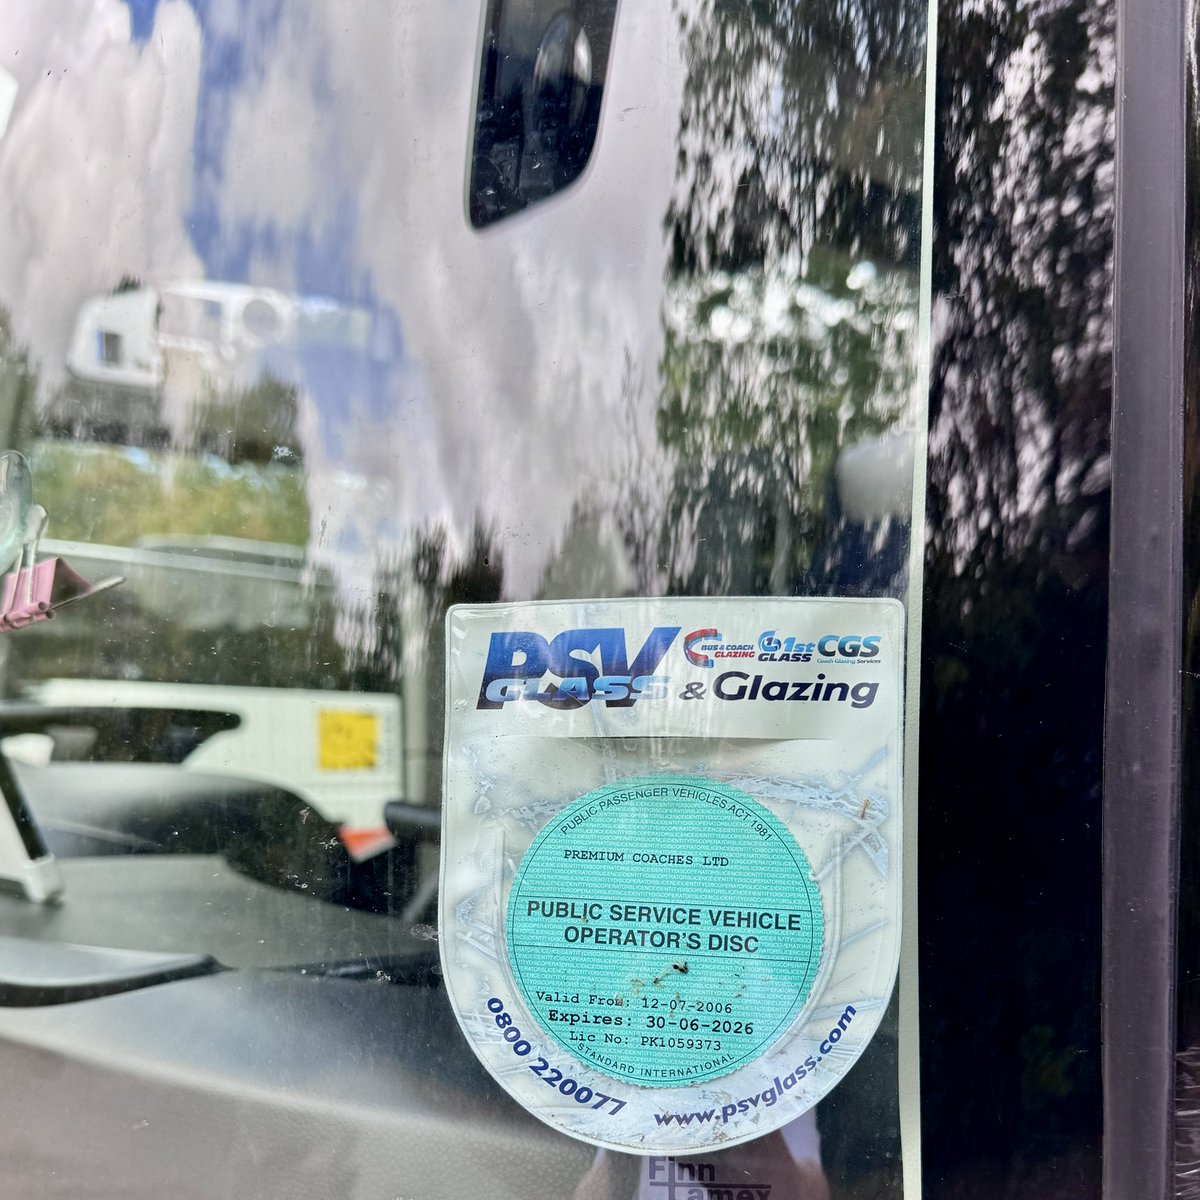 PSV
GLASS
BUS & COACH
GLAZING
1st
GLASS
CGS
Coach Glazing Services
& Glazing
PUBLIC PASSENGER VEHICLES ACT 1981
PREMIUM COACHES LTD
PUBLIC SERVICE VEHICLE
OPERATOR'S DISC
Valid From: 12-07-2006
Expires: 30-06-2026
Lic No: PK1059373
STANDARD INTERNATIONAL
0800 220077
www.psvglass.com
Finn
tamex